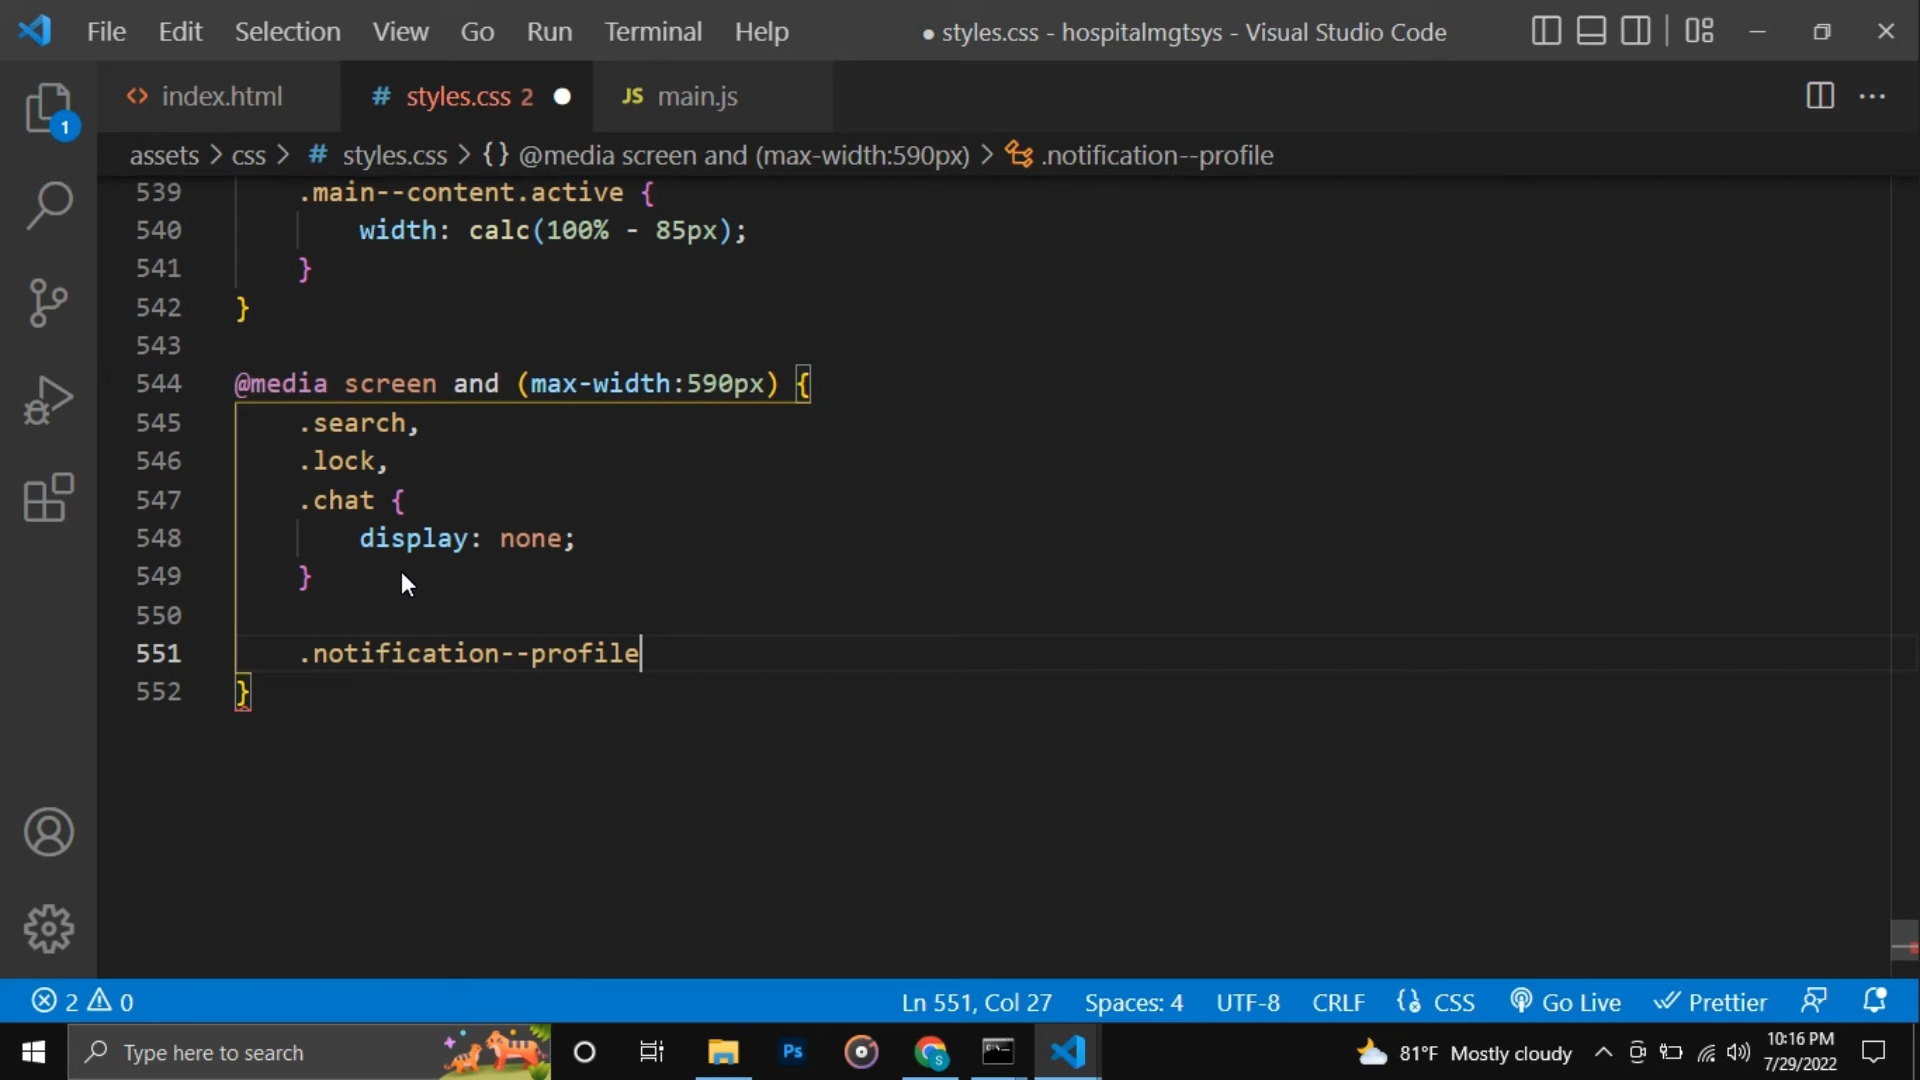 File Edit Selection View Go Run Terminal Help ● styles.css - hospitalmgtsys - Visual Studio Code
<> index.html # styles.css 2 JS main.js
assets > css > # styles.css > {} @media screen and (max-width:590px) > .notification--profile
539 .main--content.active {
540 width: calc(100% - 85px);
541 }
542 }
543
544 @media screen and (max-width:590px) {
545 .search,
546 .lock,
547 .chat {
548 display: none;
549 }
550
551 .notification--profile
552 }
1
2 0 Ln 551, Col 27 Spaces: 4 UTF-8 CRLF CSS Go Live Prettier
Type here to search Ps 81°F Mostly cloudy 10:16 PM
7/29/2022